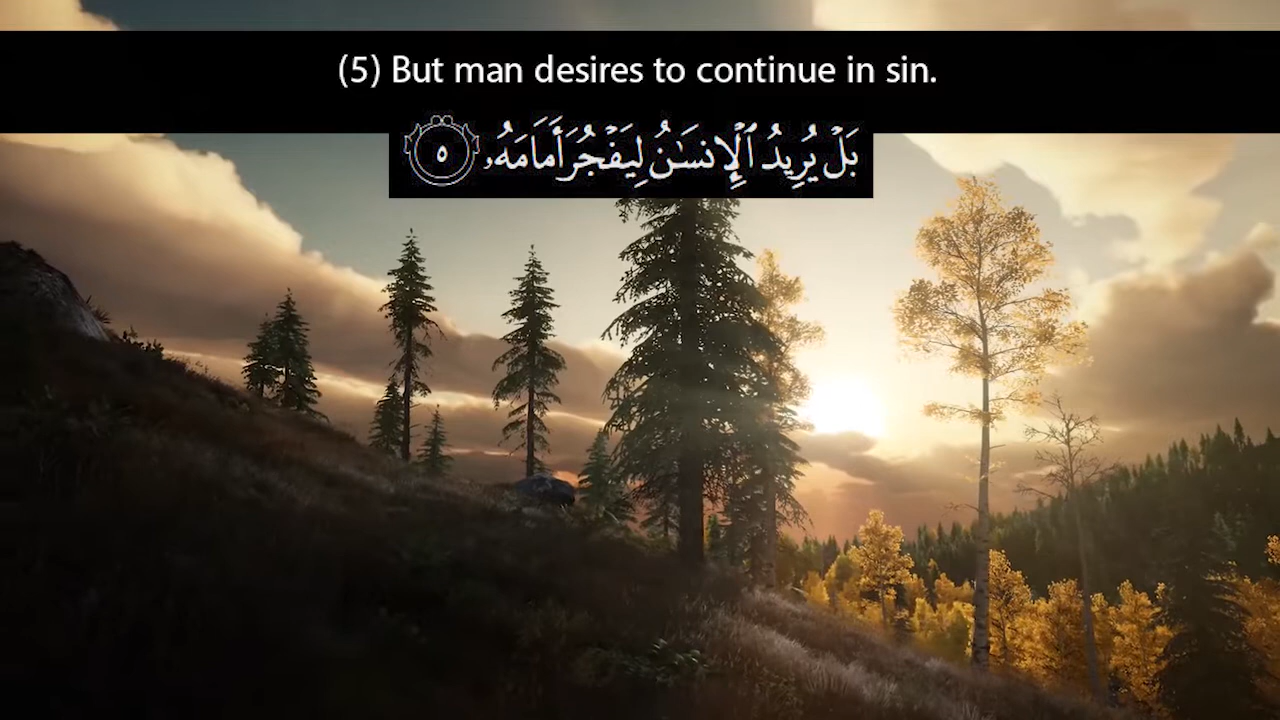 (5) But man desires to continue in sin.
بَلْ يُرِيدُ ٱلْإِنسَـٰنُ لِيَفْجُرَ أَمَامَهُۥ ٥